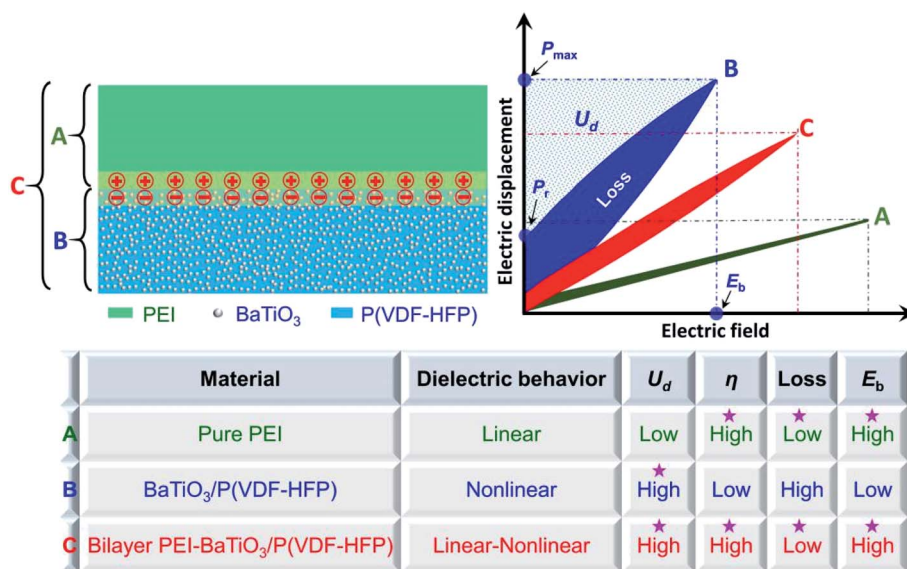 C
A
B
PEI
BaTiO3
P(VDF-HFP)
Electric displacement
Pmax
B
Ud
C
Pr
Loss
A
Eb
Electric field
Material Dielectric behavior Ud η Loss Eb
A Pure PEI Linear Low High Low High
B BaTiO3/P(VDF-HFP) Nonlinear High Low High Low
C Bilayer PEI-BaTiO3/P(VDF-HFP) Linear-Nonlinear High High Low High